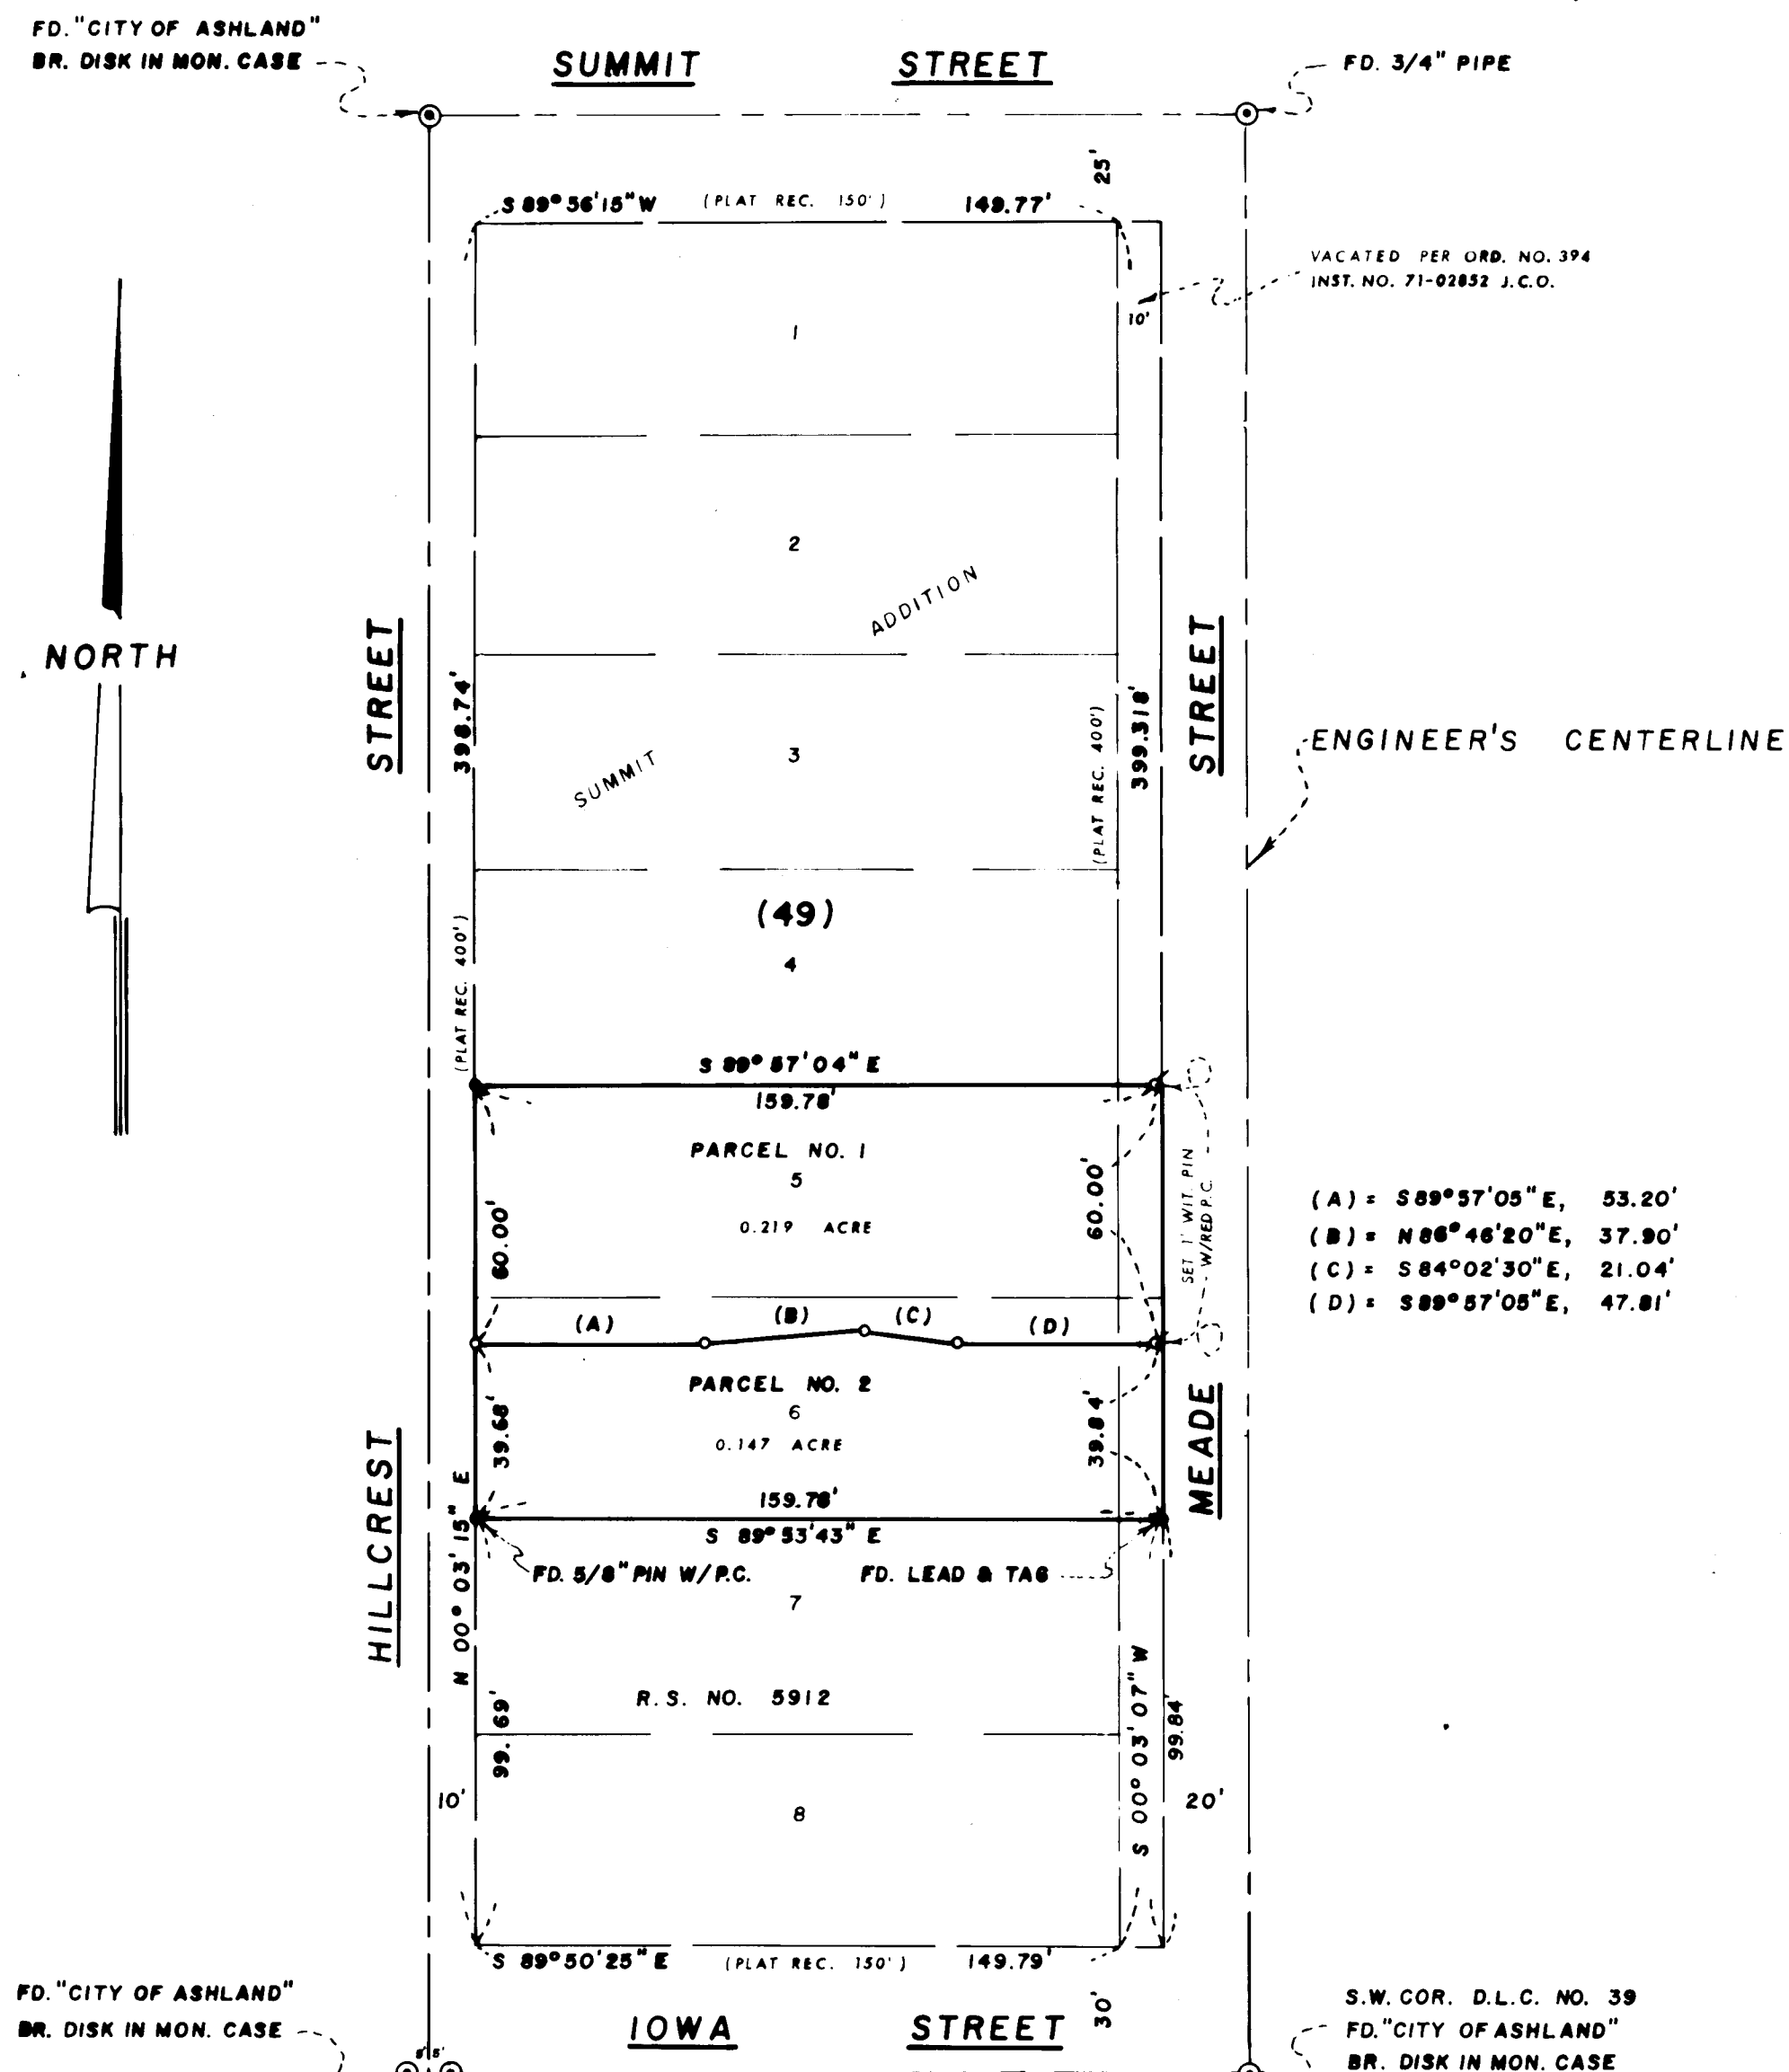 FD. "CITY OF ASHLAND"
BR. DISK IN MON. CASE
SUMMIT STREET
FD. 3/4" PIPE
25'
S 89° 56' 15" W (PLAT REC. 150') 149.77'
VACATED PER ORD. NO. 394
INST. NO. 71-02852 J.C.O.
10'
1
2
SUMMIT ADDITION
NORTH
STREET
398.74'
(PLAT REC. 400')
3
(PLAT REC. 400')
399.318'
STREET
ENGINEER'S CENTERLINE
(49)
4
S 89° 57' 04" E
159.78'
PARCEL NO. 1
5
0.219 ACRE
60.00'
60.00'
SET 1' WIT. PIN
W/RED P.C.
(A) = S 89° 57' 05" E, 53.20'
(B) = N 86° 46' 20" E, 37.90'
(C) = S 84° 02' 30" E, 21.04'
(D) = S 89° 57' 05" E, 47.81'
(A) (B) (C) (D)
PARCEL NO. 2
6
0.147 ACRE
39.68'
39.84'
MEADE
HILLCREST
159.78'
S 89° 53' 43" E
N 00° 03' 15" E
FD. 5/8" PIN W/P.C.
FD. LEAD & TAG
7
R.S. NO. 5912
99.69'
S 00° 03' 07" W
99.84'
10'
8
20'
S 89° 50' 25" E (PLAT REC. 150') 149.79'
FD. "CITY OF ASHLAND"
BR. DISK IN MON. CASE
5' 5'
IOWA STREET
30'
S.W. COR. D.L.C. NO. 39
FD. "CITY OF ASHLAND"
BR. DISK IN MON. CASE